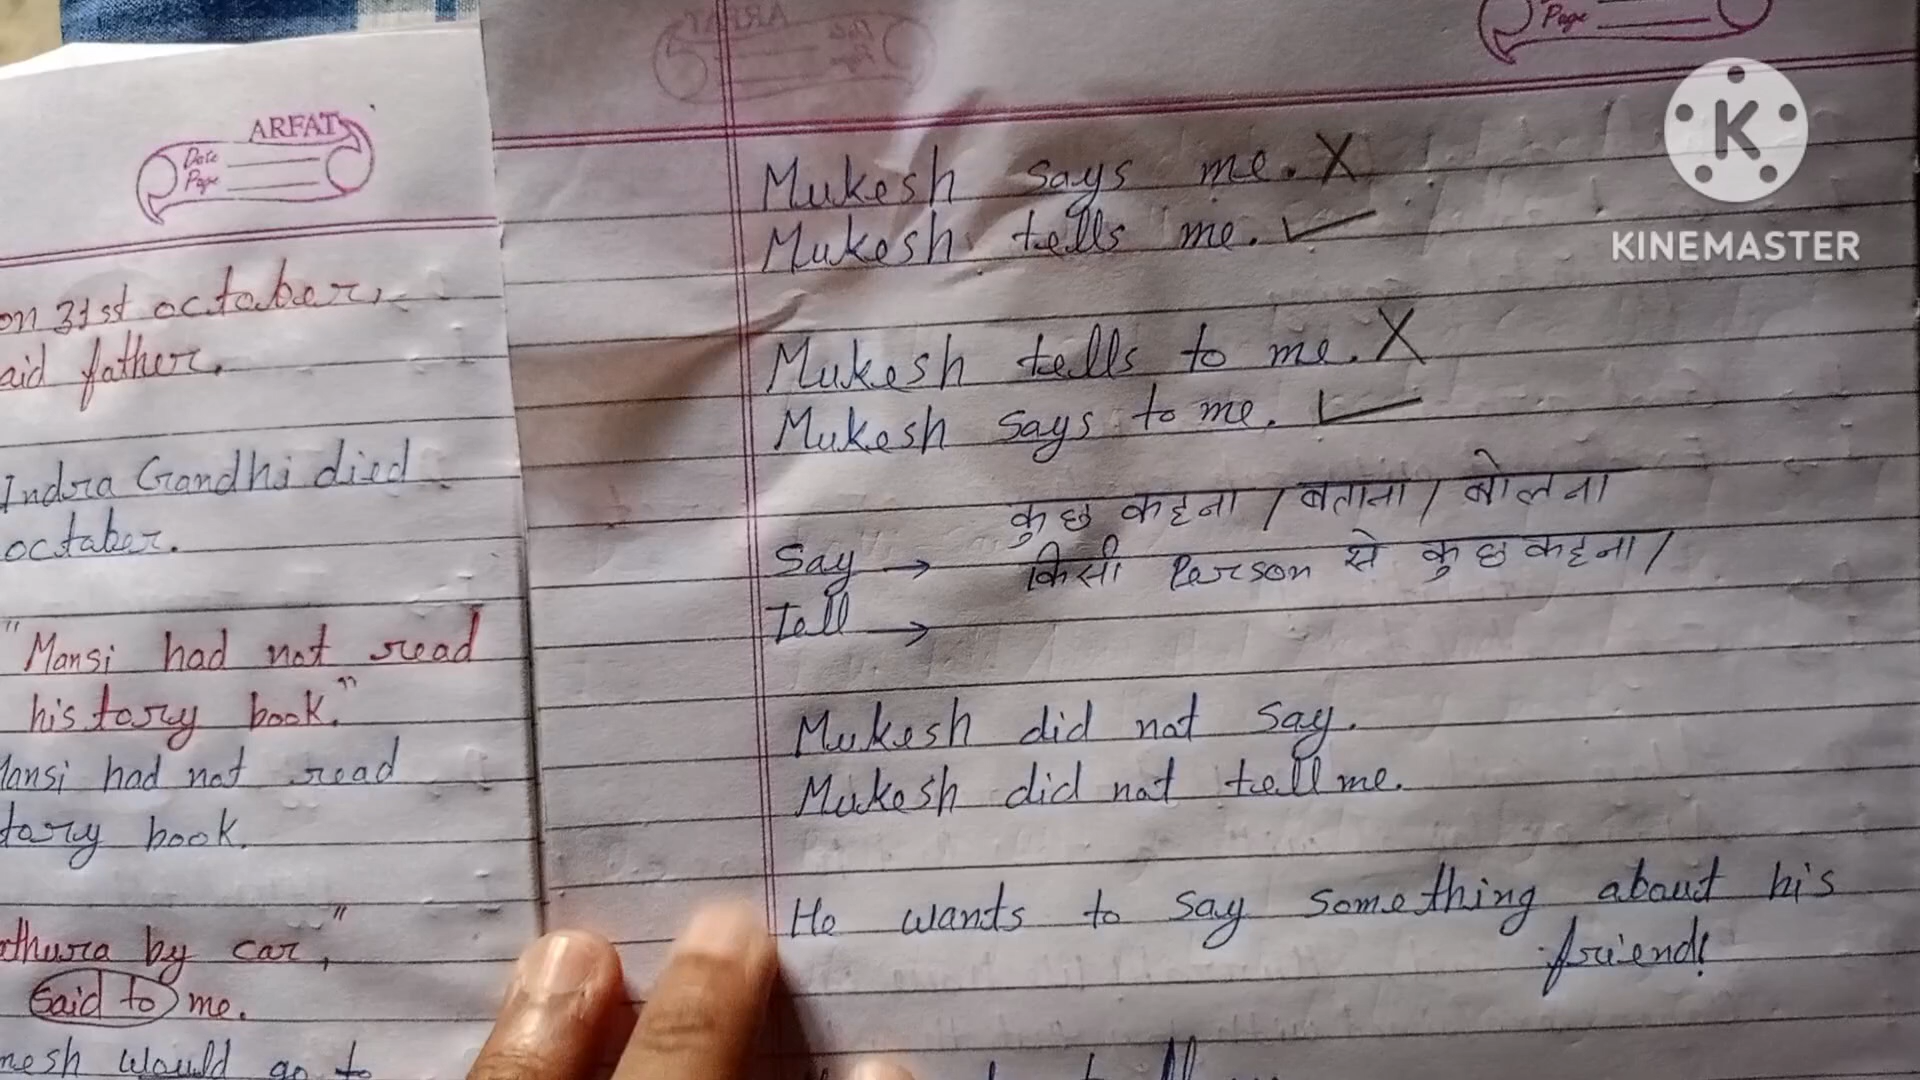 ARFAT
Date
Page
on 31st october,
aid father.
Indra Gandhi died
october.
"Mansi had not read
history book."
Mansi had not read
tory book.
athura by car,"
Said to me.
mesh would go to
Page
Mukesh says me. X
Mukesh tells me. ✓
Mukesh tells to me. X
Mukesh says to me. ✓
कुछ कहना / बताना / बोलना
Say → किसी Person से कुछ कहना /
Tell →
Mukesh did not say.
Mukesh did not tell me.
He wants to say something about his
friend!
KINEMASTER